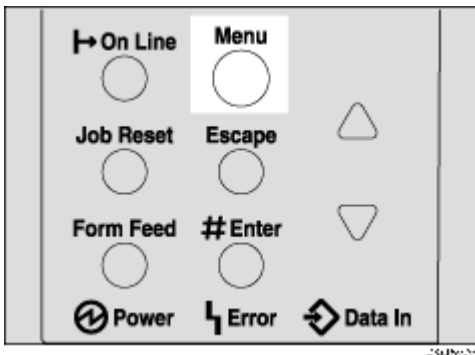 On Line Menu
Job Reset Escape
Form Feed # Enter
Power Error Data In